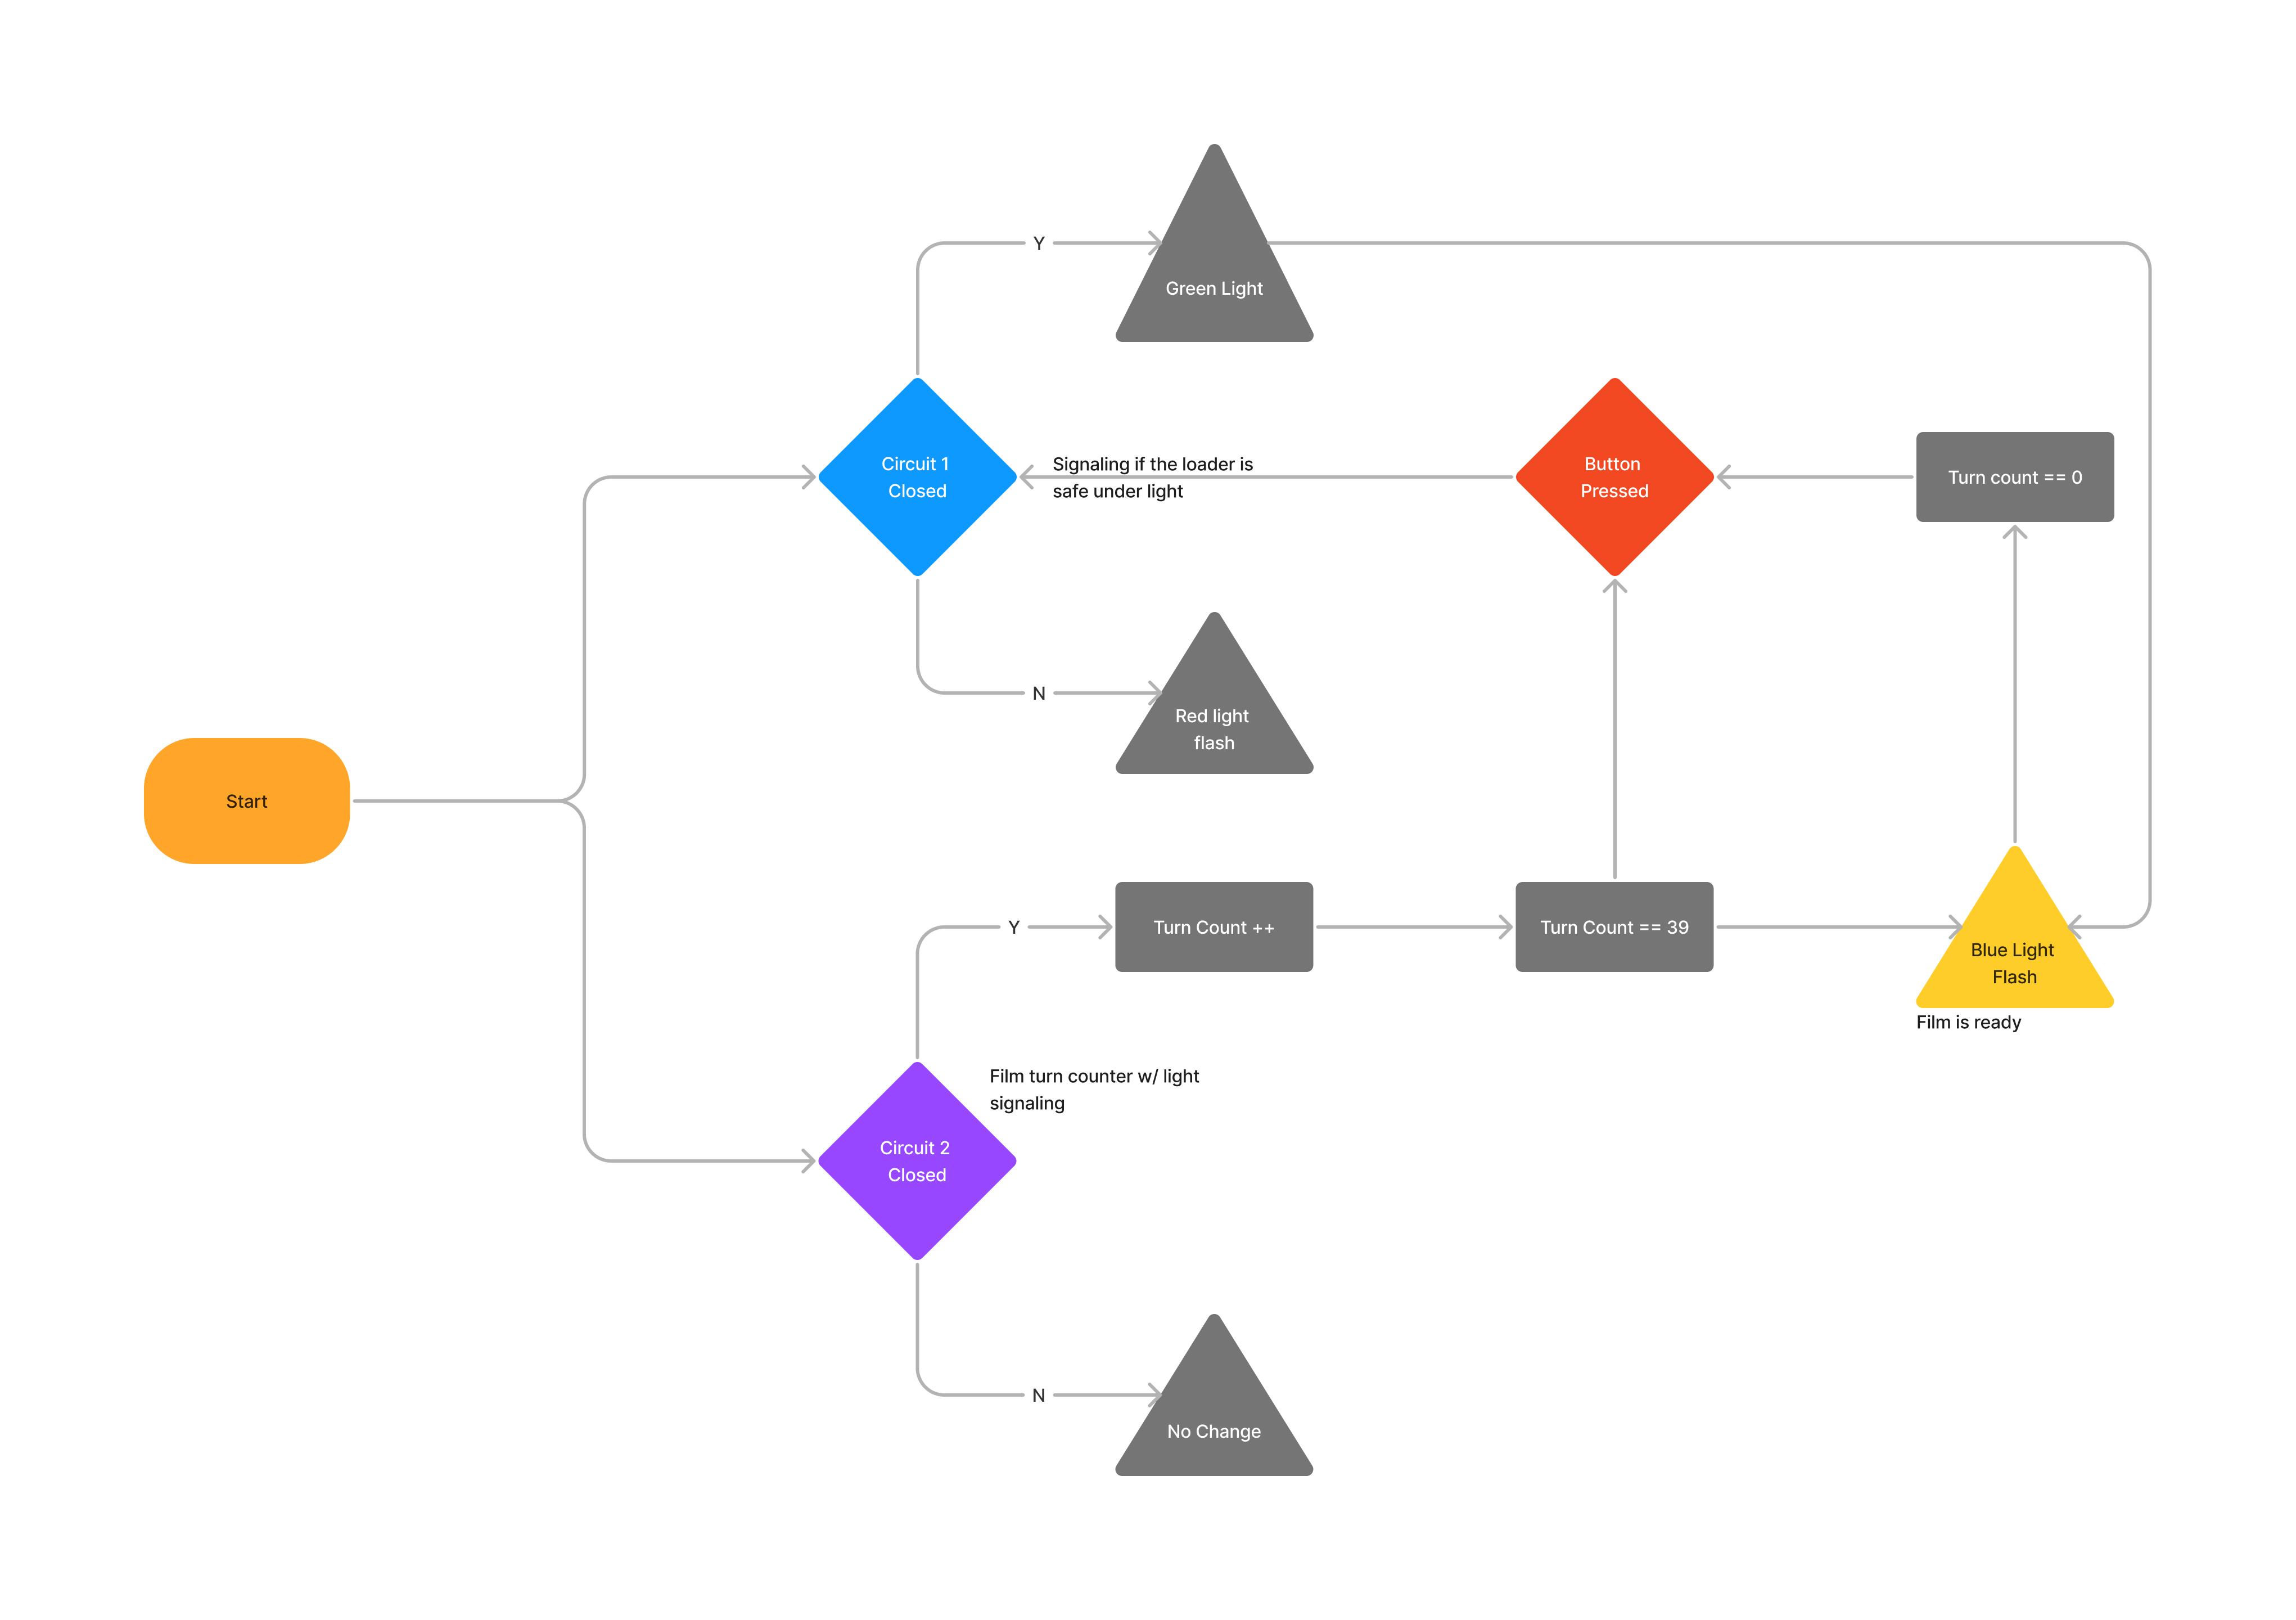 Y
Green Light
Circuit 1
Closed
Signaling if the loader is
safe under light
Button
Pressed
Turn count == 0
N
Red light
flash
Start
Y
Turn Count ++
Turn Count == 39
Blue Light
Flash
Film is ready
Film turn counter w/ light
signaling
Circuit 2
Closed
N
No Change